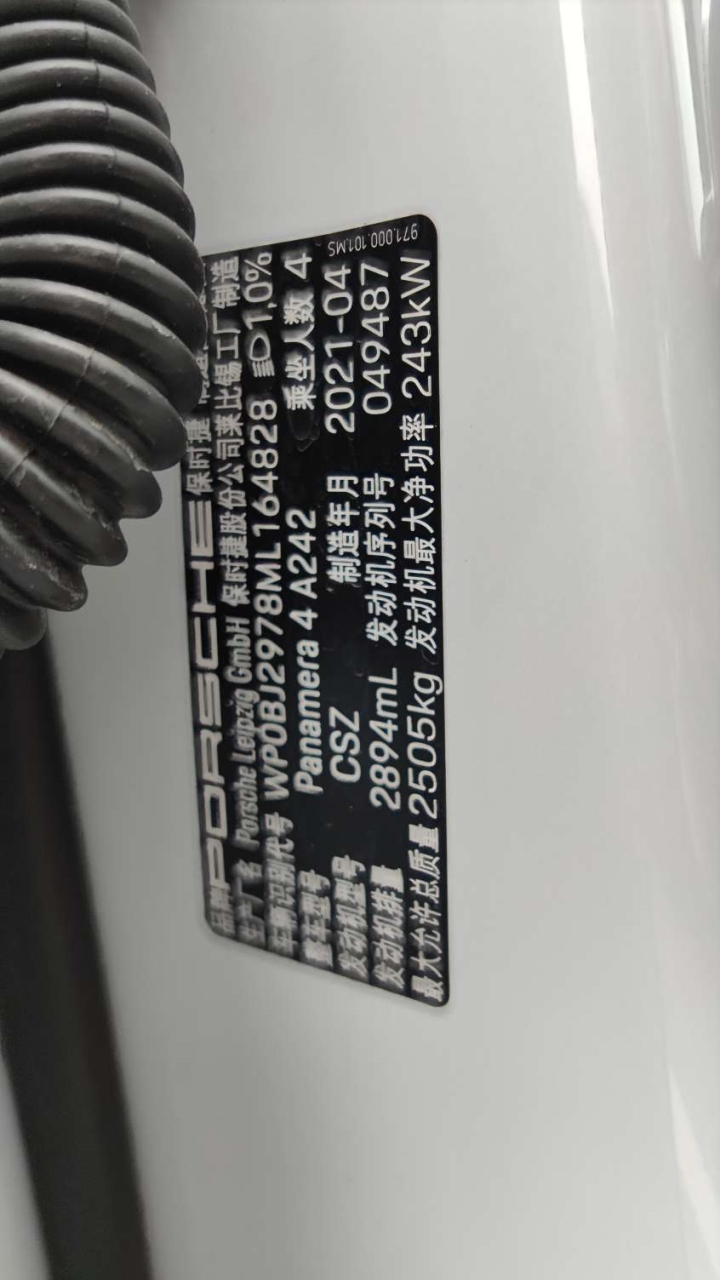 品牌 PORSCHE 保时捷
生产厂名 Porsche Leipzig GmbH 保时捷股份公司莱比锡工厂 制造
车辆识别代号 WP0BJ2978ML164828 1,0%
整车型号 Panamera 4 A242 乘坐人数 4
发动机型号 CSZ 制造年月 2021-04
发动机排量 2894mL 发动机序列号 049487
最大允许总质量 2505kg 发动机最大净功率 243kW
971.000.101.MS